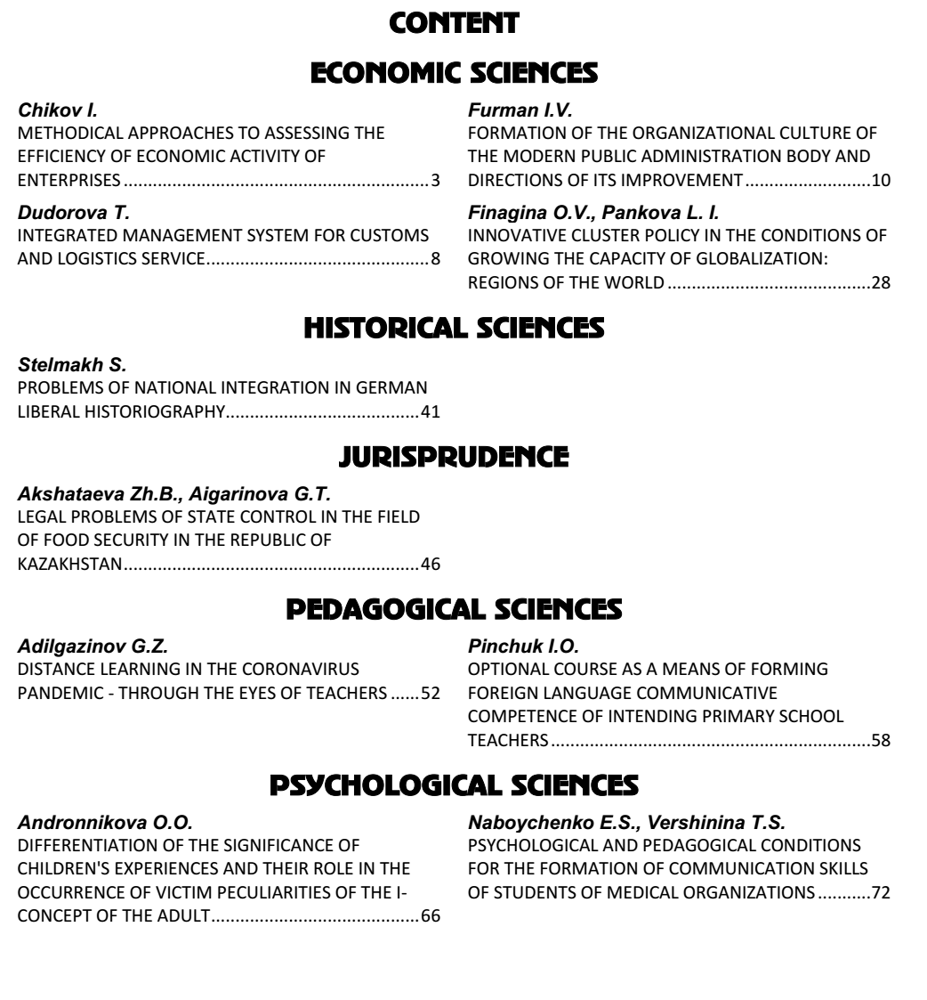 CONTENT
ECONOMIC SCIENCES
Chikov I.
METHODICAL APPROACHES TO ASSESSING THE
EFFICIENCY OF ECONOMIC ACTIVITY OF
ENTERPRISES ............................................................... 3
Dudorova T.
INTEGRATED MANAGEMENT SYSTEM FOR CUSTOMS
AND LOGISTICS SERVICE.............................................. 8
Furman I.V.
FORMATION OF THE ORGANIZATIONAL CULTURE OF
THE MODERN PUBLIC ADMINISTRATION BODY AND
DIRECTIONS OF ITS IMPROVEMENT .......................... 10
Finagina O.V., Pankova L. I.
INNOVATIVE CLUSTER POLICY IN THE CONDITIONS OF
GROWING THE CAPACITY OF GLOBALIZATION:
REGIONS OF THE WORLD .......................................... 28
HISTORICAL SCIENCES
Stelmakh S.
PROBLEMS OF NATIONAL INTEGRATION IN GERMAN
LIBERAL HISTORIOGRAPHY........................................ 41
JURISPRUDENCE
Akshataeva Zh.B., Aigarinova G.T.
LEGAL PROBLEMS OF STATE CONTROL IN THE FIELD
OF FOOD SECURITY IN THE REPUBLIC OF
KAZAKHSTAN............................................................. 46
PEDAGOGICAL SCIENCES
Adilgazinov G.Z.
DISTANCE LEARNING IN THE CORONAVIRUS
PANDEMIC - THROUGH THE EYES OF TEACHERS ...... 52
Pinchuk I.O.
OPTIONAL COURSE AS A MEANS OF FORMING
FOREIGN LANGUAGE COMMUNICATIVE
COMPETENCE OF INTENDING PRIMARY SCHOOL
TEACHERS .................................................................. 58
PSYCHOLOGICAL SCIENCES
Andronnikova O.O.
DIFFERENTIATION OF THE SIGNIFICANCE OF
CHILDREN'S EXPERIENCES AND THEIR ROLE IN THE
OCCURRENCE OF VICTIM PECULIARITIES OF THE I-
CONCEPT OF THE ADULT........................................... 66
Naboychenko E.S., Vershinina T.S.
PSYCHOLOGICAL AND PEDAGOGICAL CONDITIONS
FOR THE FORMATION OF COMMUNICATION SKILLS
OF STUDENTS OF MEDICAL ORGANIZATIONS ........... 72